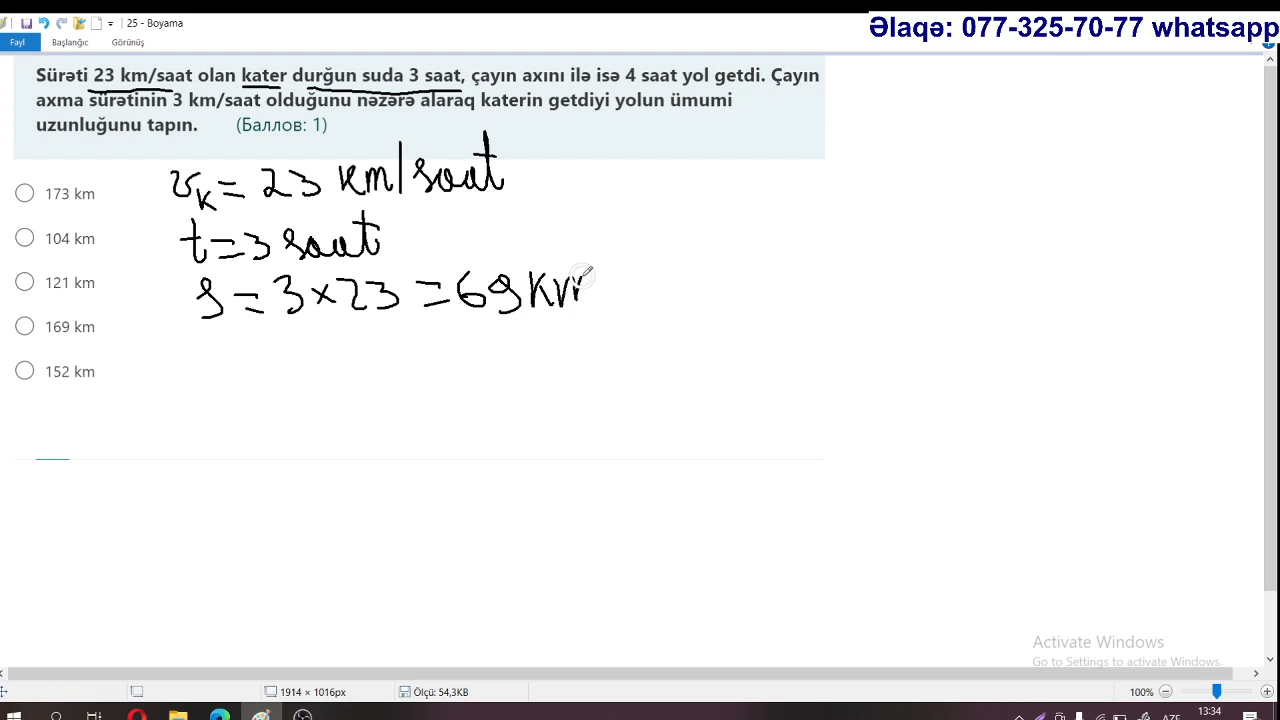 25 - Boyama
Əlaqə: 077-325-70-77 whatsapp
Fayl Başlanğıc Görünüş
Sürəti 23 km/saat olan kater durğun suda 3 saat, çayın axını ilə isə 4 saat yol getdi. Çayın
axma sürətinin 3 km/saat olduğunu nəzərə alaraq katerin getdiyi yolun ümumi
uzunluğunu tapın. (Баллов: 1)
173 km
104 km
121 km
169 km
152 km
v_K = 23 km/saat
t = 3 saat
S = 3 × 23 = 69
Activate Windows
Go to Settings to activate Windows.
1914 × 1016px
Ölçü: 54,3KB
100%
AZE
13:34